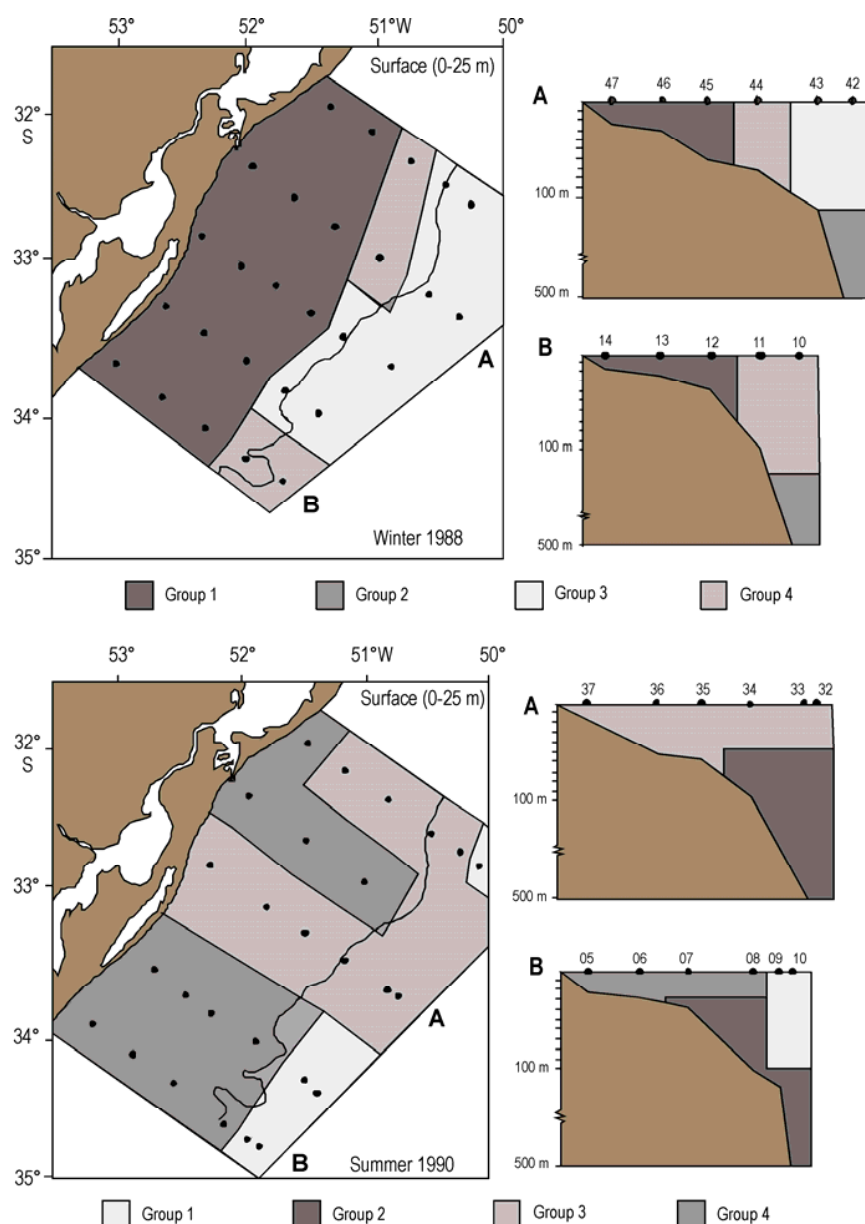 53° 52° 51°W 50°
Surface (0-25 m)
32°
S
33°
34°
35°
A
B
Winter 1988
A
47 46 45 44 43 42
100 m
500 m
B
14 13 12 11 10
100 m
500 m
Group 1 Group 2 Group 3 Group 4
53° 52° 51°W 50°
Surface (0-25 m)
32°
S
33°
34°
35°
A
B
Summer 1990
A
37 36 35 34 33 32
100 m
500 m
B
05 06 07 08 09 10
100 m
500 m
Group 1 Group 2 Group 3 Group 4